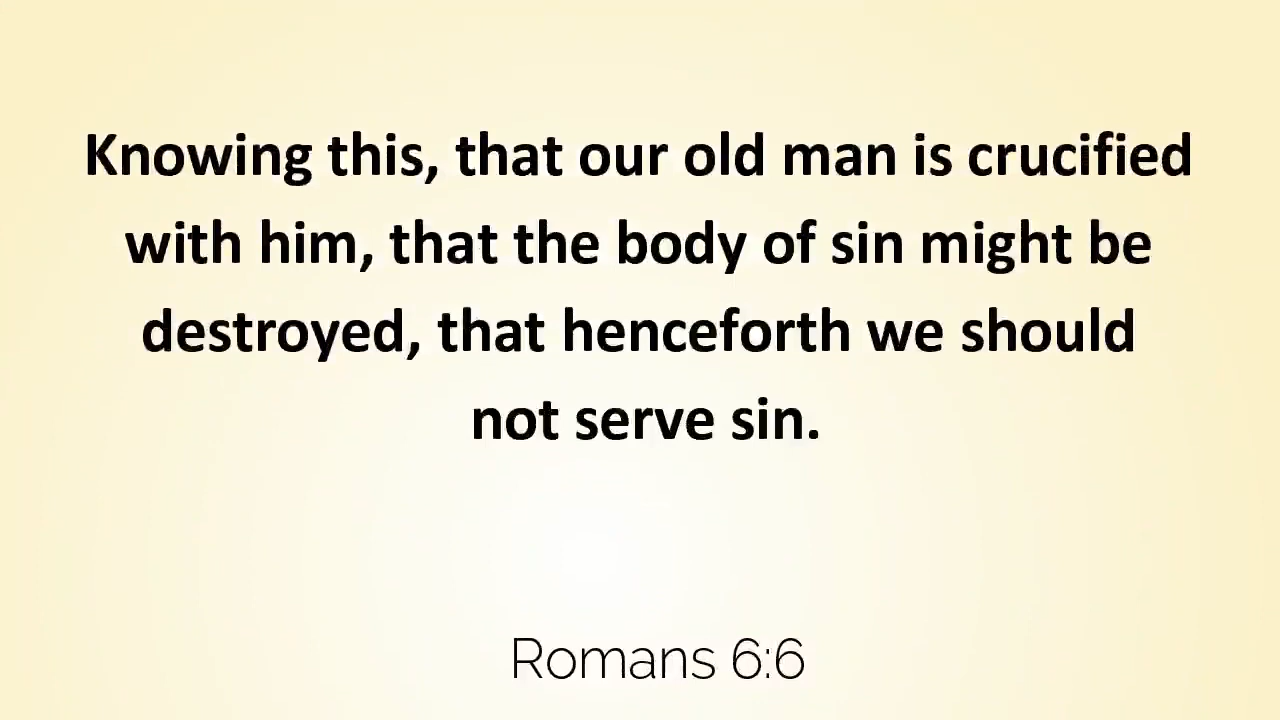 Knowing this, that our old man is crucified
with him, that the body of sin might be
destroyed, that henceforth we should
not serve sin.
Romans 6:6